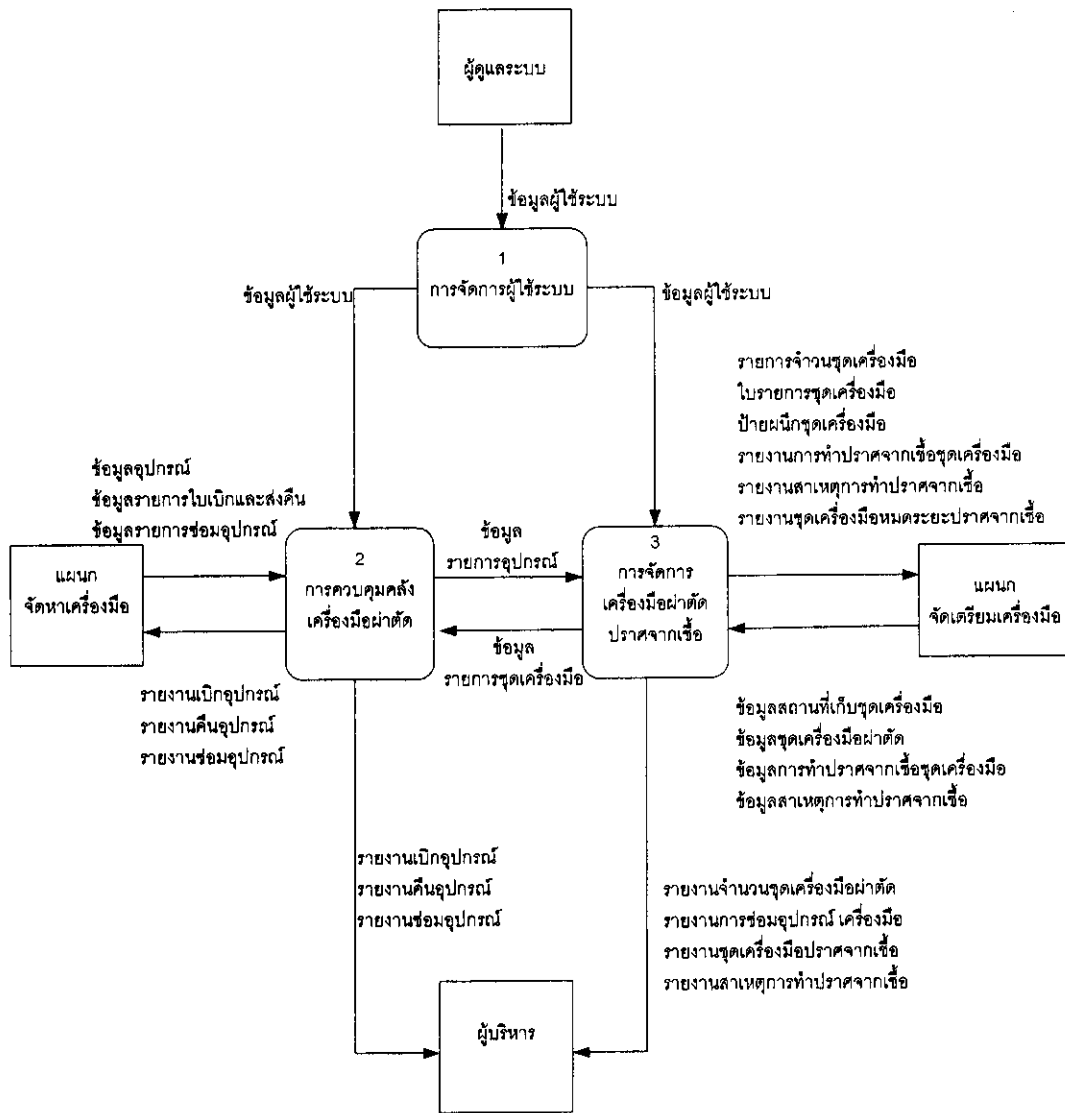 ผู้ดูแลระบบ
ข้อมูลผู้ใช้ระบบ
1
การจัดการผู้ใช้ระบบ
ข้อมูลผู้ใช้ระบบ
ข้อมูลผู้ใช้ระบบ
รายการจำวนชุดเครื่องมือ
ใบรายการชุดเครื่องมือ
ป้ายผนึกชุดเครื่องมือ
รายงานการทำปราศจากเชื้อชุดเครื่องมือ
รายงานสาเหตุการทำปราศจากเชื้อ
รายงานชุดเครื่องมือหมดระยะปราศจากเชื้อ
ข้อมูลอุปกรณ์
ข้อมูลรายการใบเบิกและส่งคืน
ข้อมูลรายการซ่อมอุปกรณ์
แผนก
จัดหาเครื่องมือ
2
การควบคุมคลัง
เครื่องมือผ่าตัด
ข้อมูล
รายการอุปกรณ์
ข้อมูล
รายการชุดเครื่องมือ
3
การจัดการ
เครื่องมือผ่าตัด
ปราศจากเชื้อ
แผนก
จัดเตรียมเครื่องมือ
รายงานเบิกอุปกรณ์
รายงานคืนอุปกรณ์
รายงานซ่อมอุปกรณ์
ข้อมูลสถานที่เก็บชุดเครื่องมือ
ข้อมูลชุดเครื่องมือผ่าตัด
ข้อมูลการทำปราศจากเชื้อชุดเครื่องมือ
ข้อมูลสาเหตุการทำปราศจากเชื้อ
รายงานเบิกอุปกรณ์
รายงานคืนอุปกรณ์
รายงานซ่อมอุปกรณ์
รายงานจำนวนชุดเครื่องมือผ่าตัด
รายงานการซ่อมอุปกรณ์ เครื่องมือ
รายงานชุดเครื่องมือปราศจากเชื้อ
รายงานสาเหตุการทำปราศจากเชื้อ
ผู้บริหาร